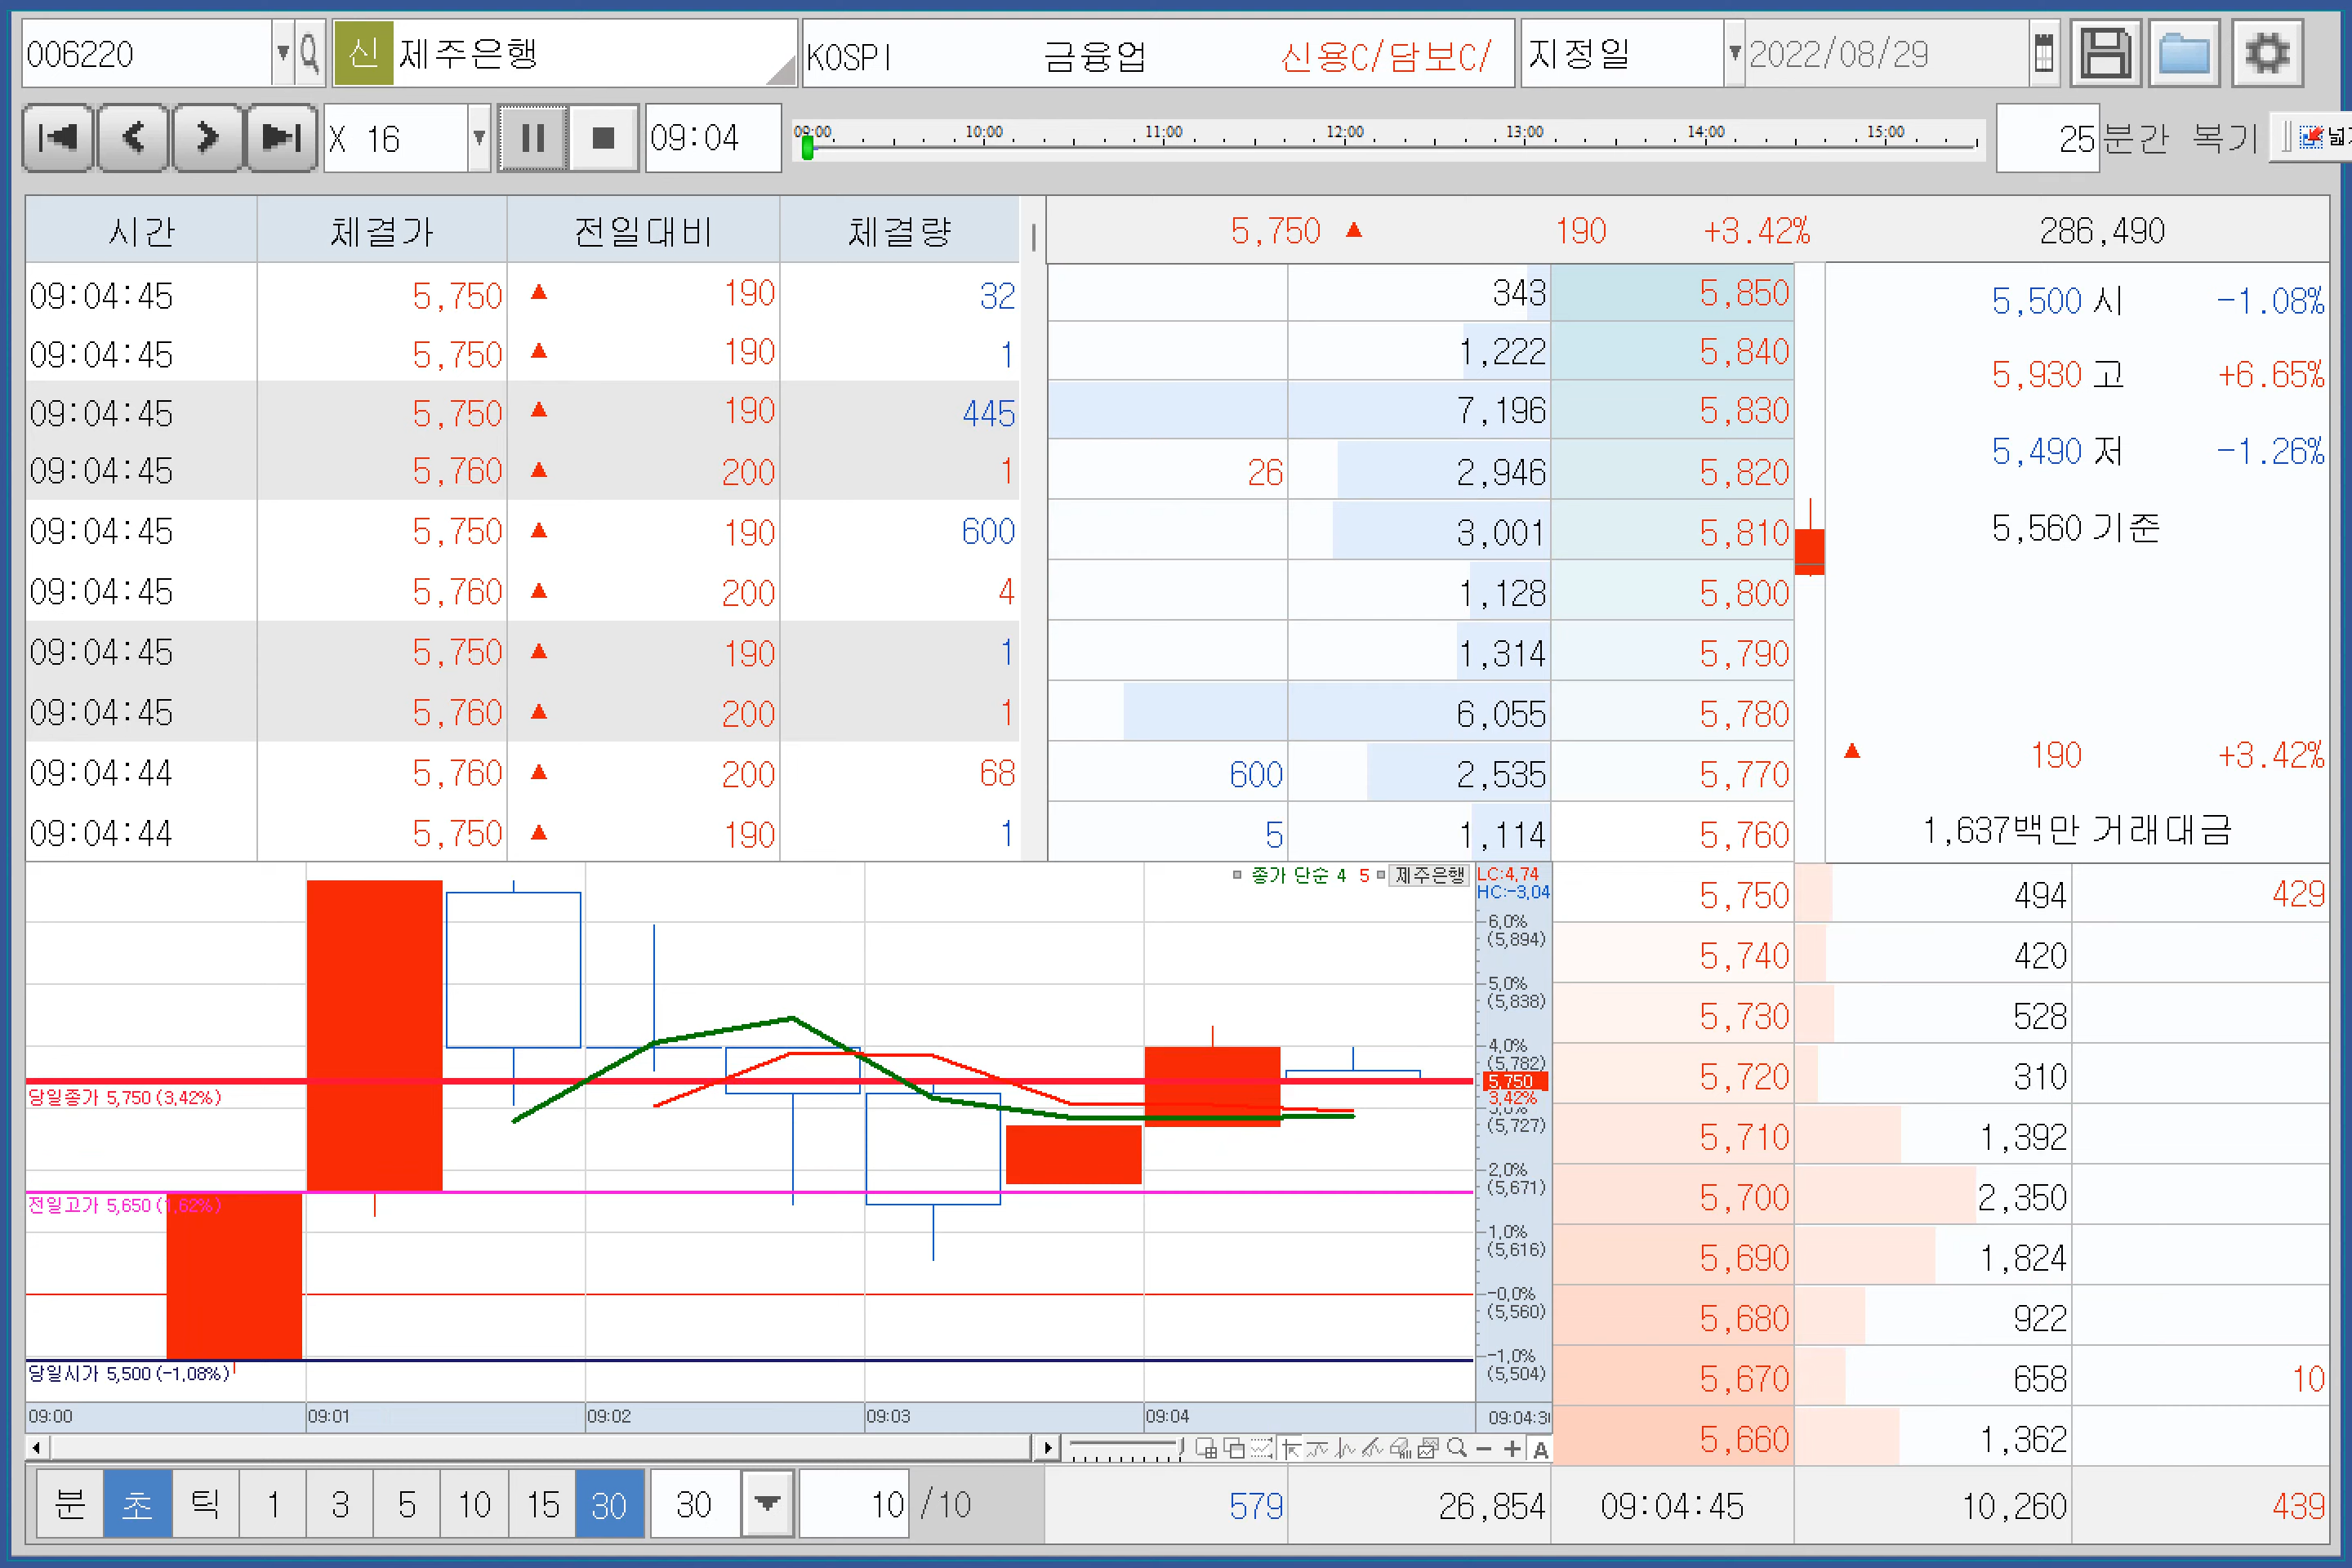 006220 신 제주은행 KOSPI 금융업 신용C/담보C/ 지정일 2022/08/29
X 16 09:04 09:00 10:00 11:00 12:00 13:00 14:00 15:00 25 분간 복기
시간 체결가 전일대비 체결량 5,750 ▲ 190 +3.42% 286,490
09:04:45 5,750 ▲ 190 32
09:04:45 5,750 ▲ 190 1
09:04:45 5,750 ▲ 190 445
09:04:45 5,760 ▲ 200 1
09:04:45 5,750 ▲ 190 600
09:04:45 5,760 ▲ 200 4
09:04:45 5,750 ▲ 190 1
09:04:45 5,760 ▲ 200 1
09:04:44 5,760 ▲ 200 68
09:04:44 5,750 ▲ 190 1
343 5,850
1,222 5,840
7,196 5,830
26 2,946 5,820
3,001 5,810
1,128 5,800
1,314 5,790
6,055 5,780
600 2,535 5,770
5 1,114 5,760
5,500 시 -1.08%
5,930 고 +6.65%
5,490 저 -1.26%
5,560 기준
▲ 190 +3.42%
1,637백만 거래대금
종가 단순 4 5 제주은행
LC:4,74
HC:-3,04
6,0%
(5,894)
5,0%
(5,838)
4,0%
(5,782)
5,750
3,42%
3,0%
(5,727)
2,0%
(5,671)
1,0%
(5,616)
-0,0%
(5,560)
-1,0%
(5,504)
당일종가 5,750 (3,42%)
전일고가 5,650 (1,62%)
당일시가 5,500 (-1,08%)
09:00 09:01 09:02 09:03 09:04 09:04:30
A
5,750 494 429
5,740 420
5,730 528
5,720 310
5,710 1,392
5,700 2,350
5,690 1,824
5,680 922
5,670 658 10
5,660 1,362
분 초 틱 1 3 5 10 15 30 30 10 /10 579 26,854 09:04:45 10,260 439